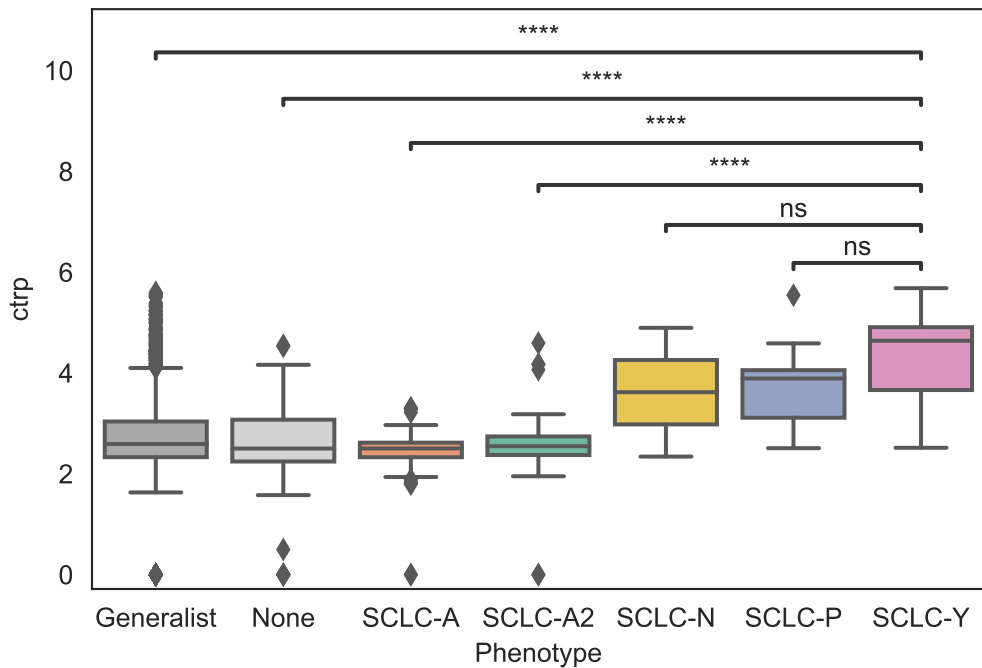 ****
10
****
****
8
****
ns
6
ns
ctrp
4
2
0
Generalist None SCLC-A SCLC-A2 SCLC-N SCLC-P SCLC-Y
Phenotype